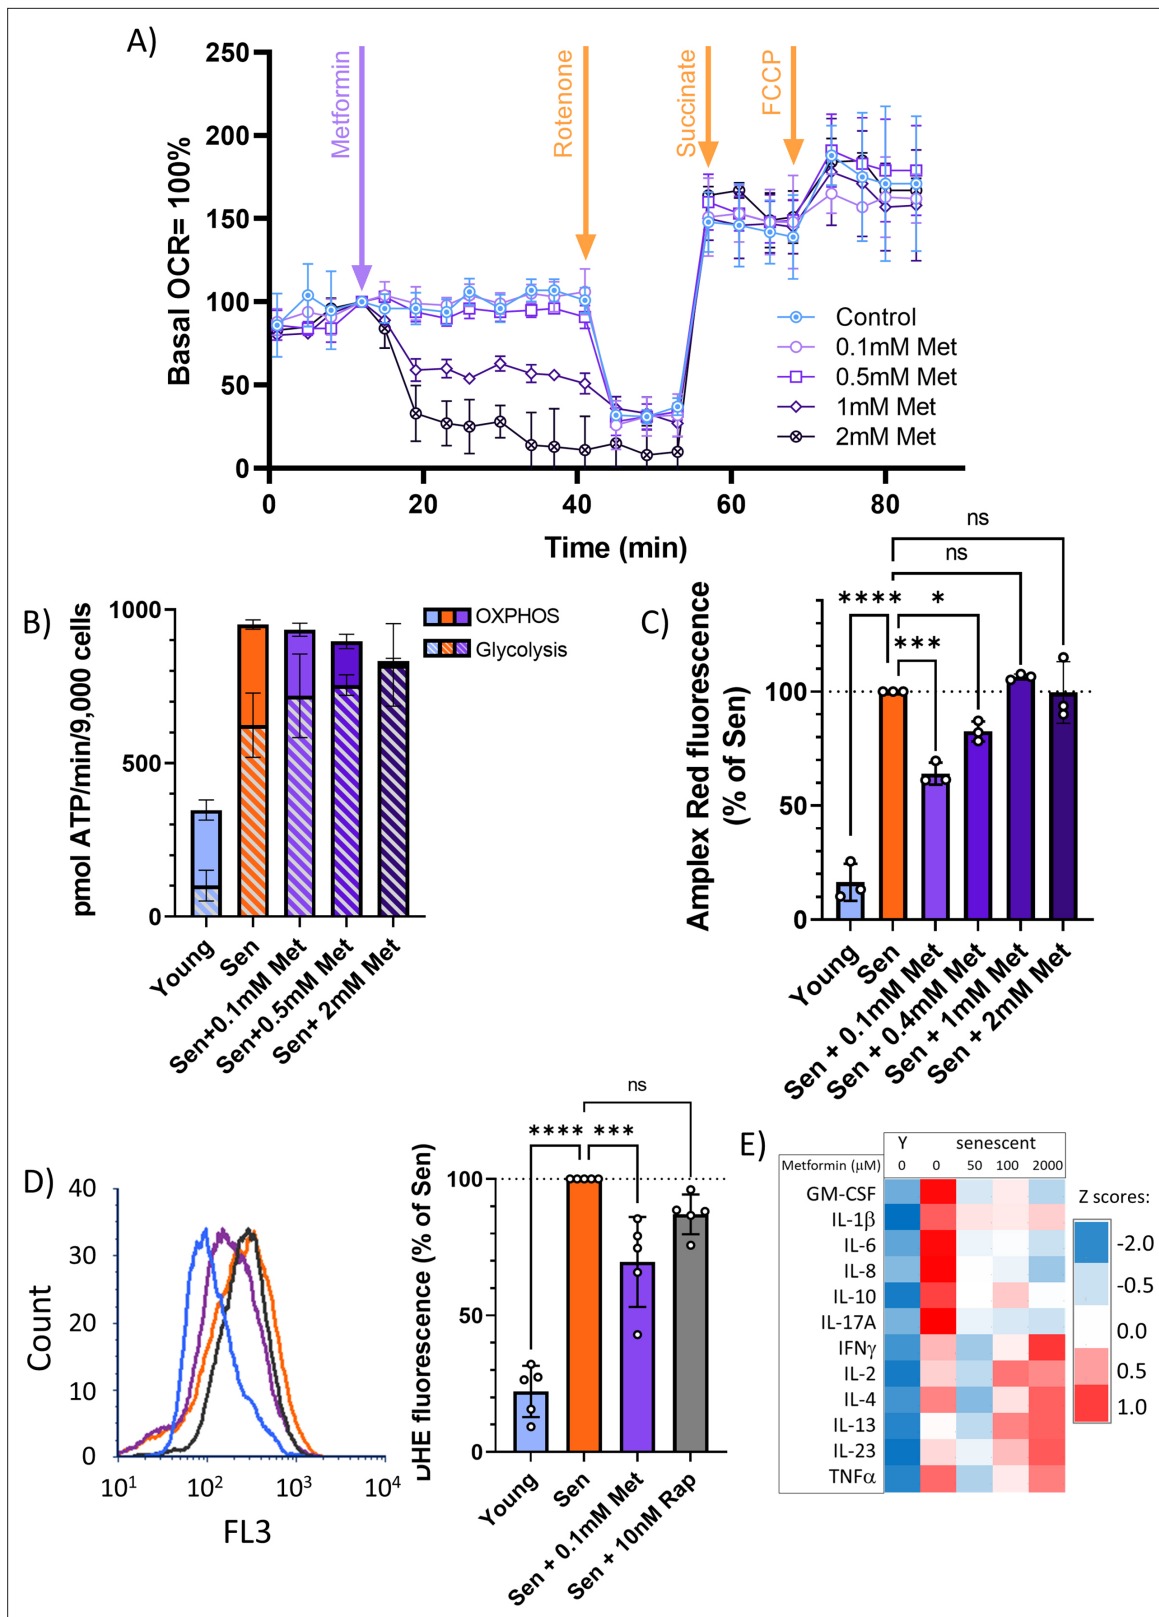 A)
250
200
150
100
50
0
Basal OCR= 100%
Metformin
Rotenone
Succinate
FCCP
Control
0.1mM Met
0.5mM Met
1mM Met
2mM Met
0
20
40
60
80
Time (min)
B)
1000
500
0
pmol ATP/min/9,000 cells
OXPHOS
Glycolysis
Young
Sen
Sen+0.1mM Met
Sen+0.5mM Met
Sen+ 2mM Met
C)
ns
ns
**** *
***
100
50
0
Amplex Red fluorescence
(% of Sen)
Young
Sen
Sen + 0.1mM Met
Sen + 0.4mM Met
Sen + 1mM Met
Sen + 2mM Met
D)
40
30
20
10
0
Count
10¹ 10² 10³ 10⁴
FL3
ns
**** ***
100
50
0
DHE fluorescence (% of Sen)
Young
Sen
Sen + 0.1mM Met
Sen + 10nM Rap
E)
Y senescent
Metformin (μM) 0 0 50 100 2000
GM-CSF
IL-1β
IL-6
IL-8
IL-10
IL-17A
IFNγ
IL-2
IL-4
IL-13
IL-23
TNFα
Z scores:
-2.0
-0.5
0.0
0.5
1.0